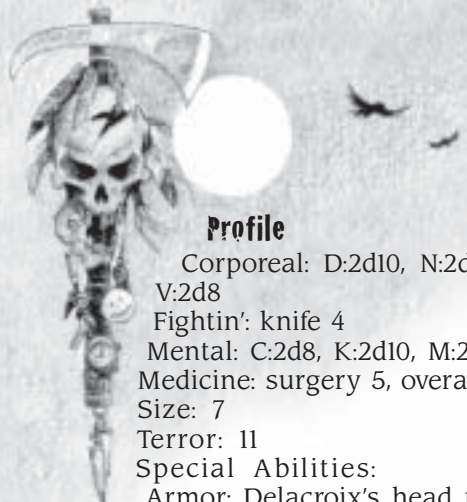 Profile
Corporeal: D:2d10, N:2d
V:2d8
Fightin': knife 4
Mental: C:2d8, K:2d10, M:2
Medicine: surgery 5, overa
Size: 7
Terror: 11
Special Abilities:
Armor: Delacroix's head